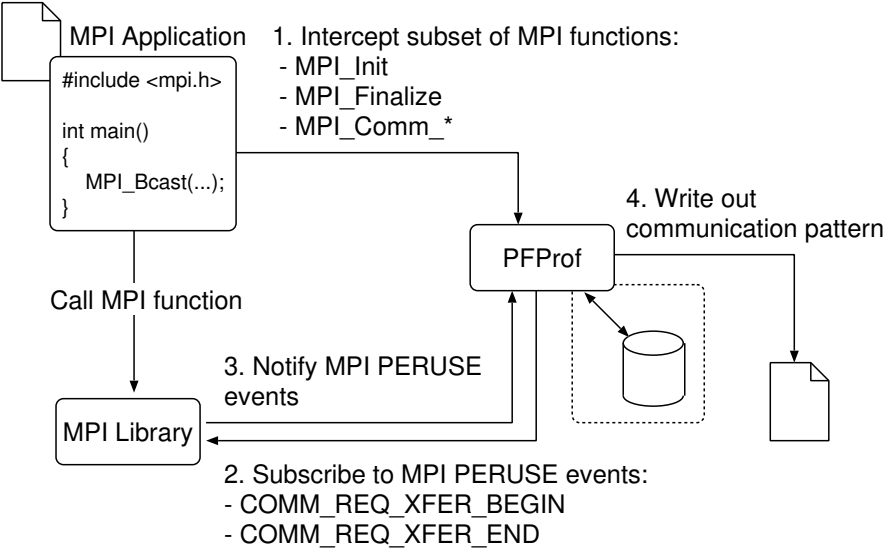 MPI Application
#include <mpi.h>
int main()
{
MPI_Bcast(...);
}
1. Intercept subset of MPI functions:
- MPI_Init
- MPI_Finalize
- MPI_Comm_*
4. Write out
communication pattern
PFProf
Call MPI function
3. Notify MPI PERUSE
events
MPI Library
2. Subscribe to MPI PERUSE events:
- COMM_REQ_XFER_BEGIN
- COMM_REQ_XFER_END